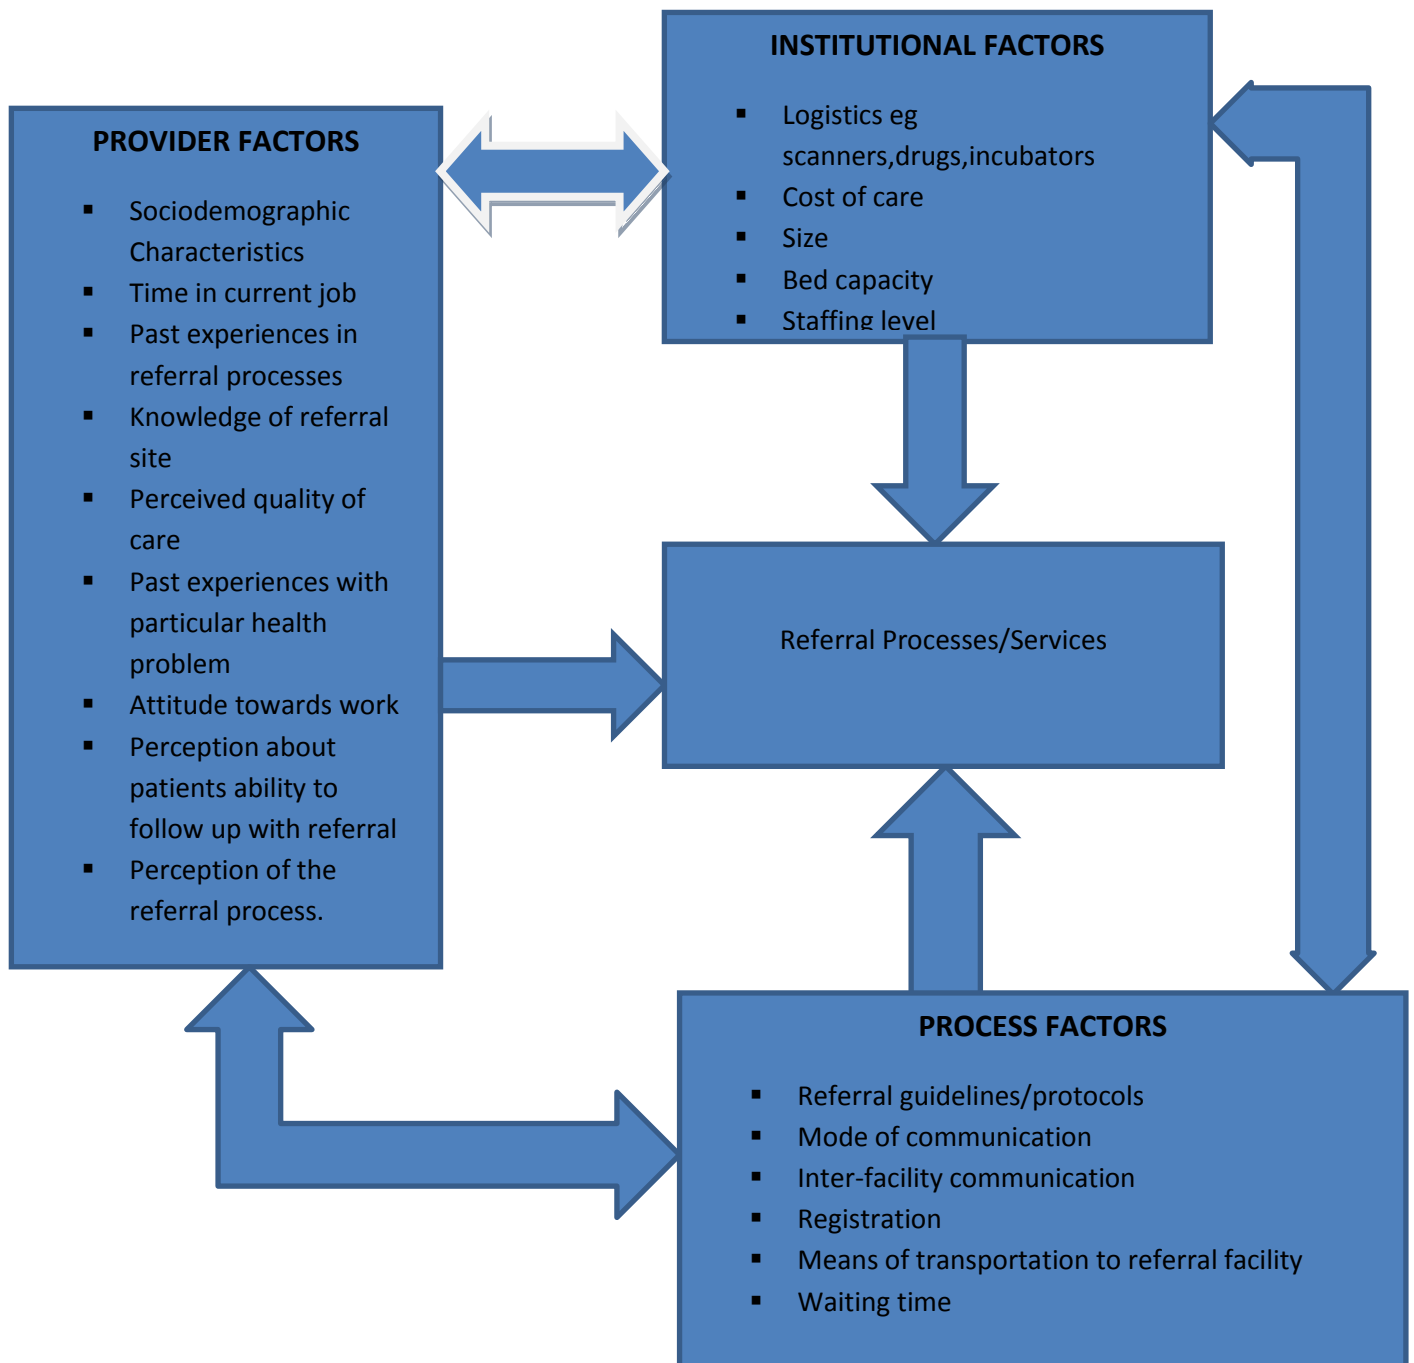 INSTITUTIONAL FACTORS
▪ Logistics eg
scanners,drugs,incubators
▪ Cost of care
▪ Size
▪ Bed capacity
▪ Staffing level
PROVIDER FACTORS
▪ Sociodemographic
Characteristics
▪ Time in current job
▪ Past experiences in
referral processes
▪ Knowledge of referral
site
▪ Perceived quality of
care
▪ Past experiences with
particular health
problem
▪ Attitude towards work
▪ Perception about
patients ability to
follow up with referral
▪ Perception of the
referral process.
Referral Processes/Services
PROCESS FACTORS
▪ Referral guidelines/protocols
▪ Mode of communication
▪ Inter-facility communication
▪ Registration
▪ Means of transportation to referral facility
▪ Waiting time